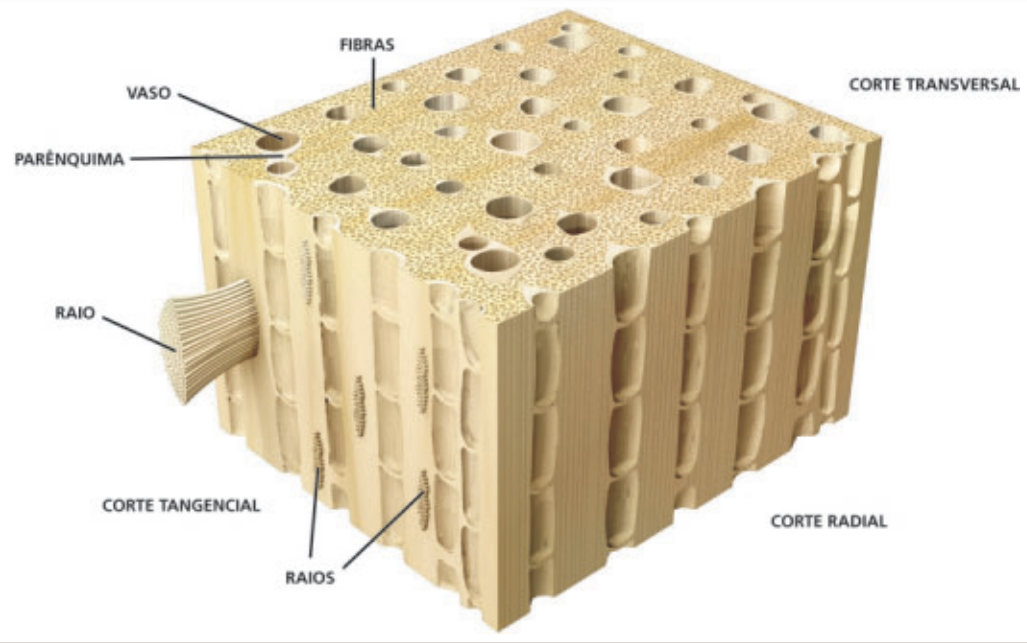 FIBRAS
CORTE TRANSVERSAL
VASO
PARÊNQUIMA
RAIO
CORTE TANGENCIAL
CORTE RADIAL
RAIOS